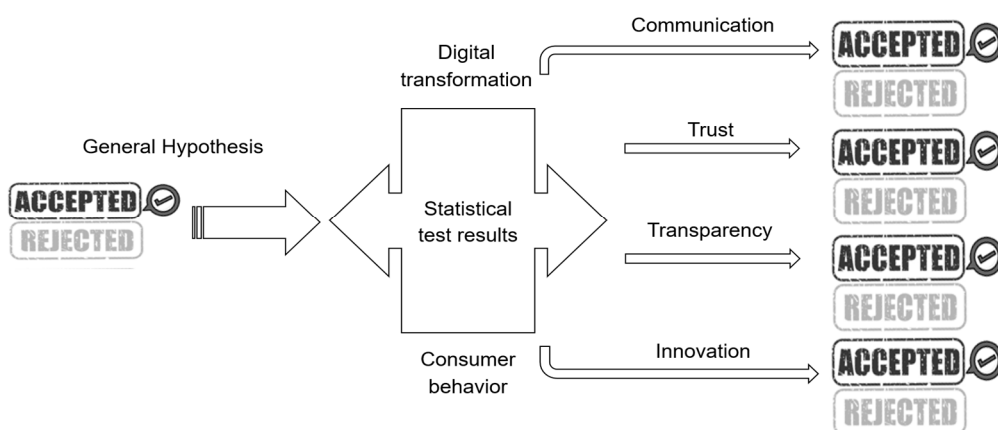 General Hypothesis
ACCEPTED
REJECTED
Digital
transformation
Statistical
test results
Consumer
behavior
Communication
ACCEPTED
REJECTED
Trust
ACCEPTED
REJECTED
Transparency
ACCEPTED
REJECTED
Innovation
ACCEPTED
REJECTED